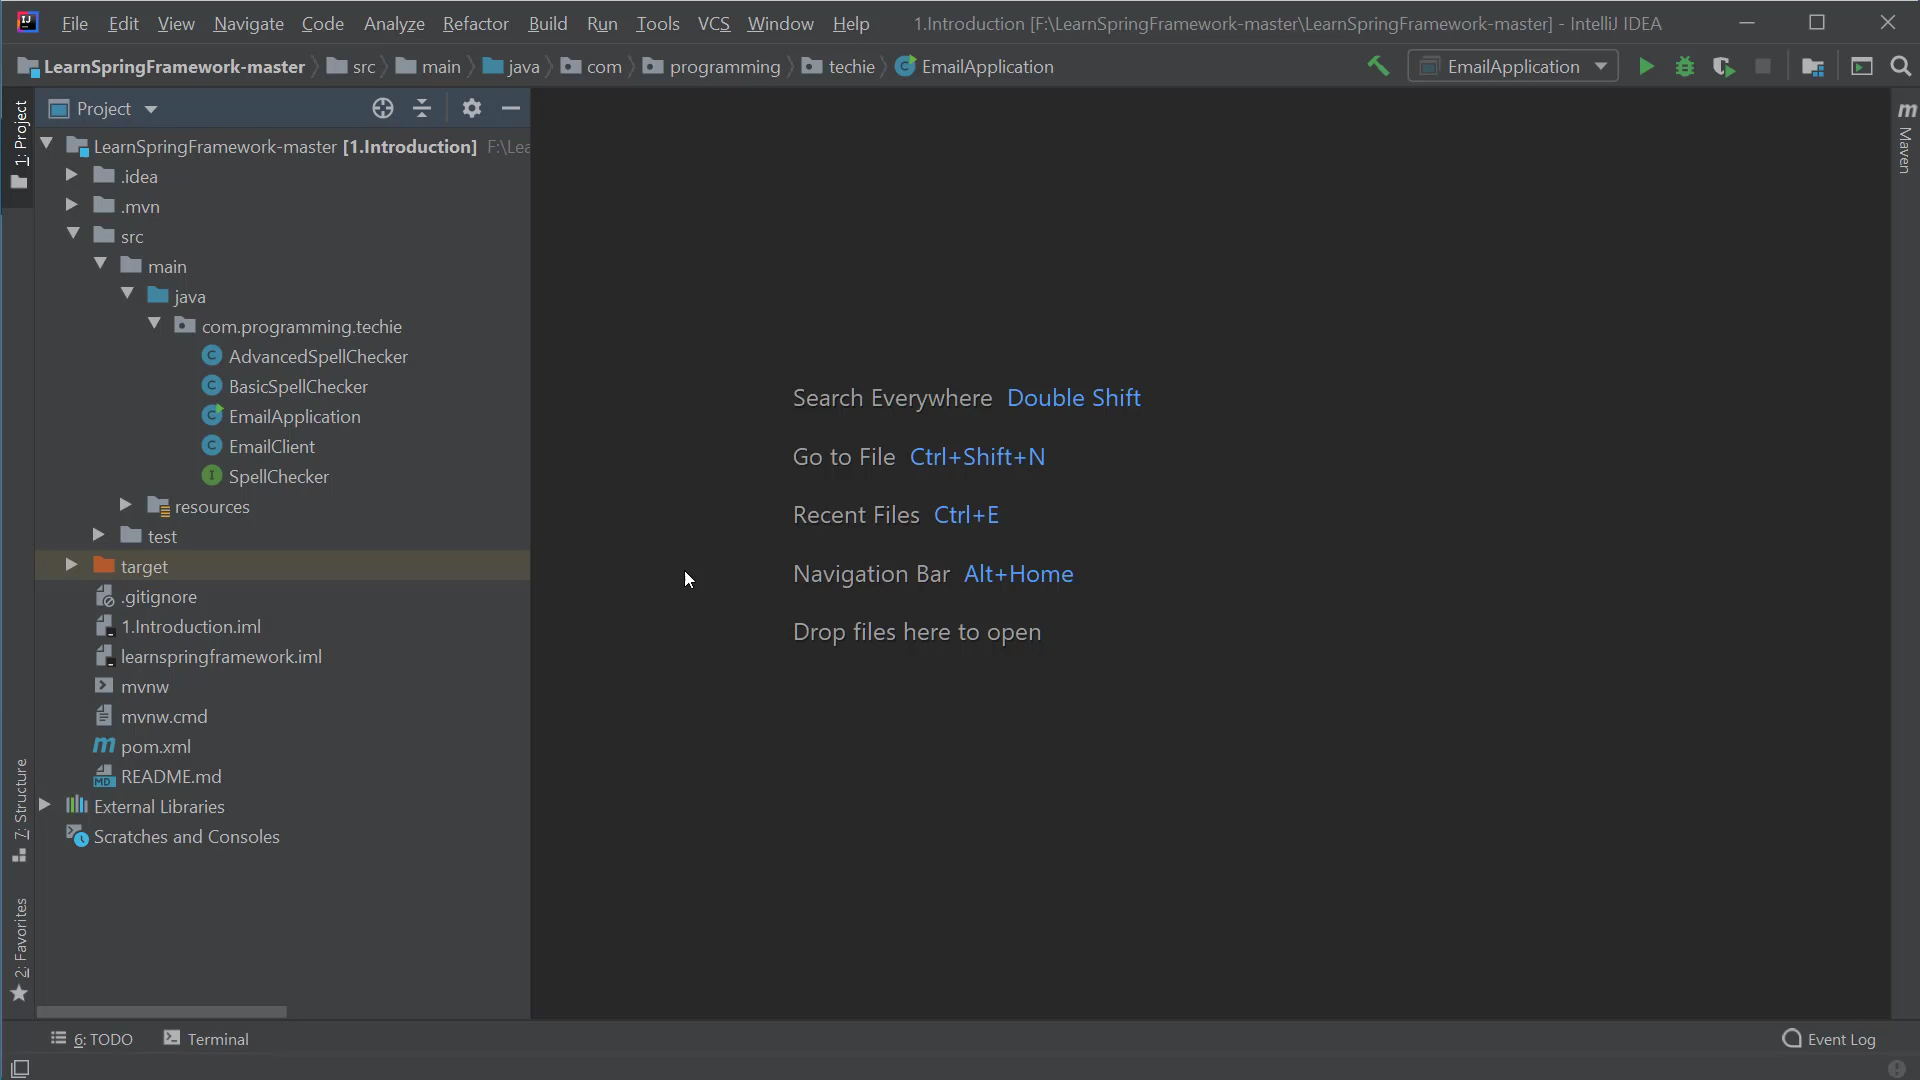 File Edit View Navigate Code Analyze Refactor Build Run Tools VCS Window Help 1.Introduction [F:\LearnSpringFramework-master\LearnSpringFramework-master] - IntelliJ IDEA
LearnSpringFramework-master src main java com programming techie EmailApplication EmailApplication
1: Project
Project
LearnSpringFramework-master [1.Introduction] F:\Lea
.idea
.mvn
src
main
java
com.programming.techie
AdvancedSpellChecker
BasicSpellChecker
EmailApplication
EmailClient
SpellChecker
resources
test
target
.gitignore
1.Introduction.iml
learnspringframework.iml
mvnw
mvnw.cmd
pom.xml
README.md
External Libraries
Scratches and Consoles
7: Structure
2: Favorites
Search Everywhere Double Shift
Go to File Ctrl+Shift+N
Recent Files Ctrl+E
Navigation Bar Alt+Home
Drop files here to open
Maven
6: TODO Terminal Event Log